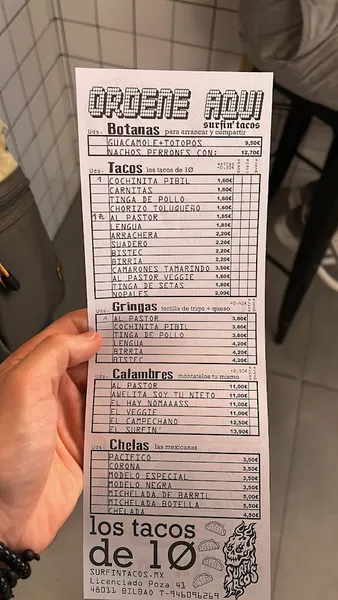 ORDENE AQUI
surfin'tacos
Uds. Botanas para arrancar y compartir
GUACAMOLE+TOTOPOS 9,50€
NACHOS PERRONES CON: 12,70€
Uds. Tacos los tacos de 10
1 COCHINITA PIBIL 1,60€
CARNITAS 1,60€
TINGA DE POLLO 1,60€
CHORIZO TOLUQUEÑO 1,60€
AL PASTOR 1,85€
LENGUA 1,85€
ARRACHERA 2,20€
SUADERO 2,20€
BISTEC 2,20€
BIRRIA 2,20€
CAMARONES TAMARINDO 3,50€
AL PASTOR VEGGIE 1,60€
TINGA DE SETAS 1,60€
NOPALES 2,00€
Uds. Gringas tortilla de trigo + queso
1 AL PASTOR 3,80€
COCHINITA PIBIL 3,80€
TINGA DE POLLO 3,80€
LENGUA 4,20€
BIRRIA 4,20€
BISTEC 4,20€
Uds. Calambres móntatelos tu mismo
AL PASTOR 11,00€
AWELITA SOY TU NIETO 11,00€
EL HAY NOMAAASS 11,00€
EL VEGGIE 11,00€
EL CAMPECHANO 12,50€
EL SURFIN' 13,90€
Uds. Chelas las mexicanas
PACIFICO 3,50€
CORONA 3,50€
MODELO ESPECIAL 3,50€
MODELO NEGRA 3,50€
MICHELADA DE BARRIL 5,00€
MICHELADA BOTELLA 5,50€
CHELADA 4,50€
los tacos
de 10
SURFINTACOS.MX
Licenciado Poza 41
48011 BILBAO T-946096269
SURFIN TACOS